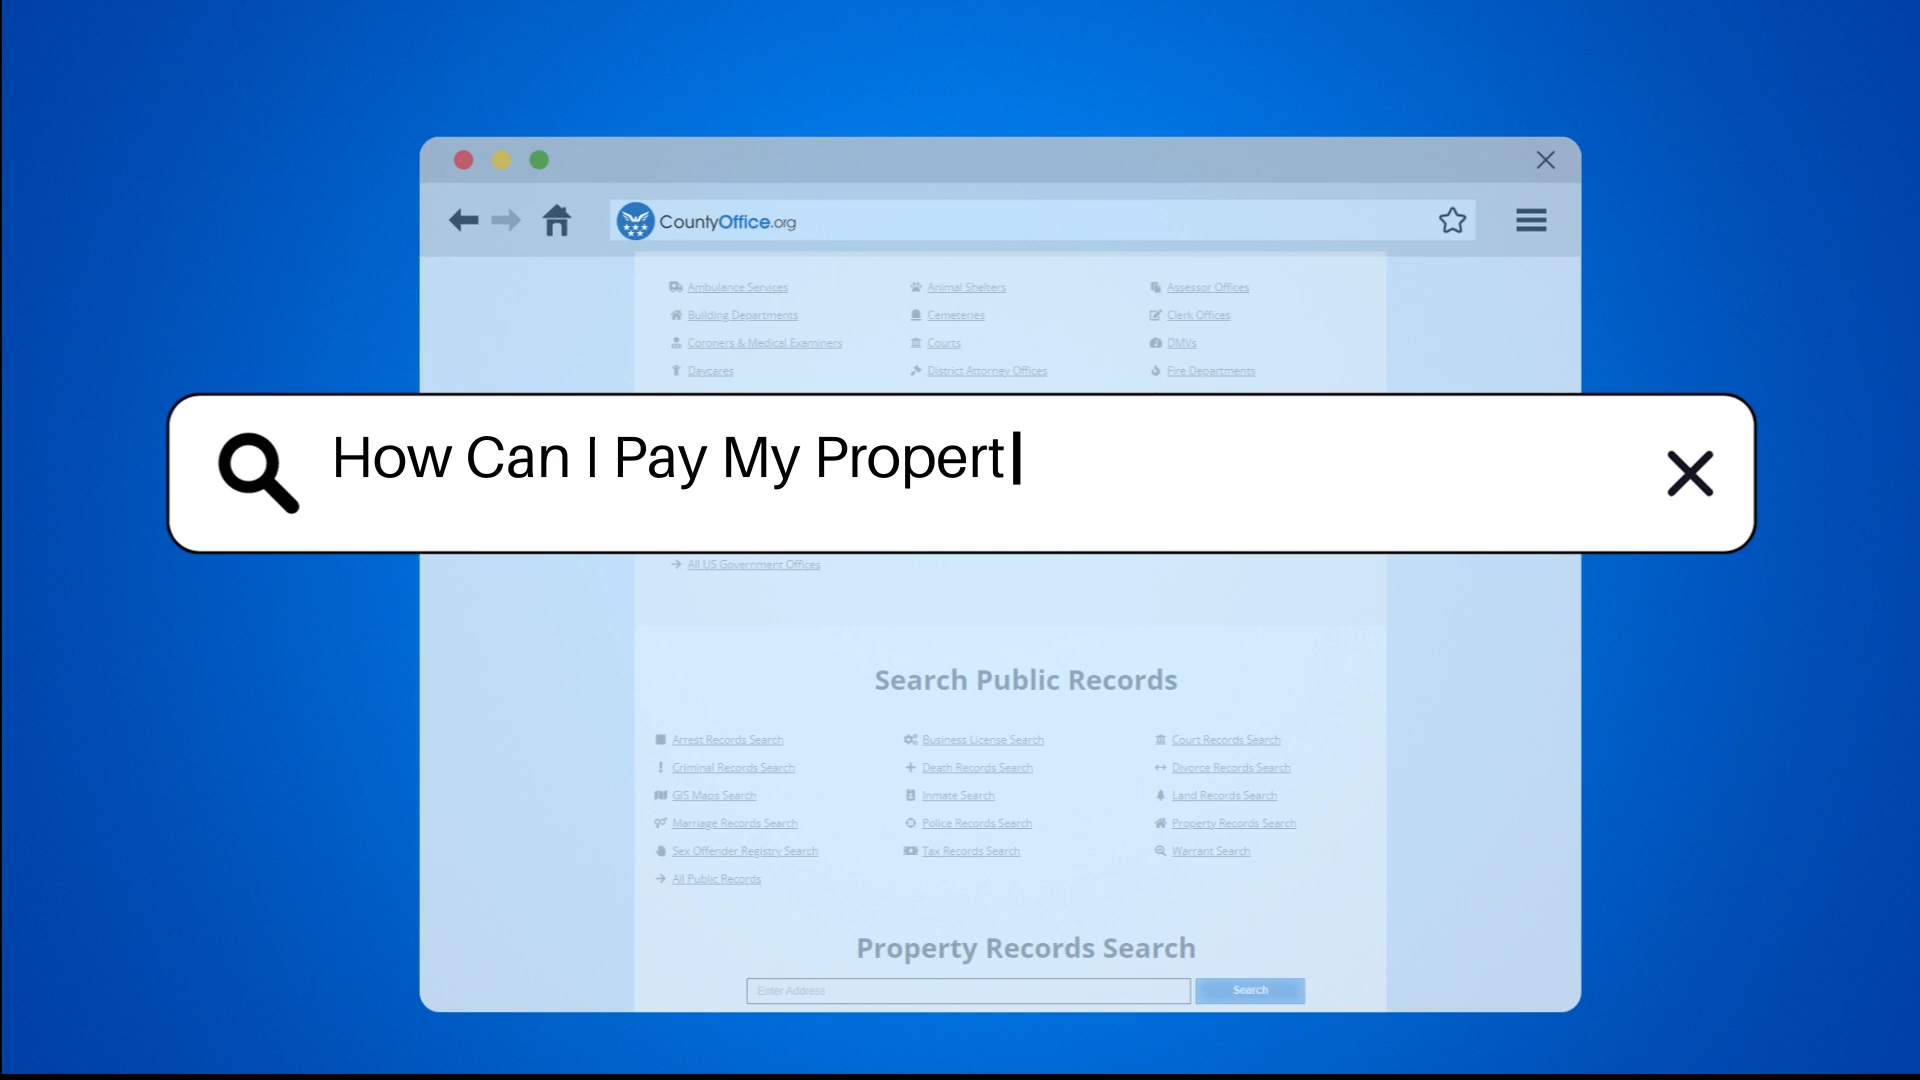 CountyOffice.org
Ambulance Services Animal Shelters Assessor Offices
Building Departments Cemeteries Clerk Offices
Coroners & Medical Examiners Courts DMVs
Daycares District Attorney Offices Fire Departments
How Can I Pay My Propert
All US Government Offices
Search Public Records
Arrest Records Search Business License Search Court Records Search
Criminal Records Search Death Records Search Divorce Records Search
GIS Maps Search Inmate Search Land Records Search
Marriage Records Search Police Records Search Property Records Search
Sex Offender Registry Search Tax Records Search Warrant Search
All Public Records
Property Records Search
Enter Address Search